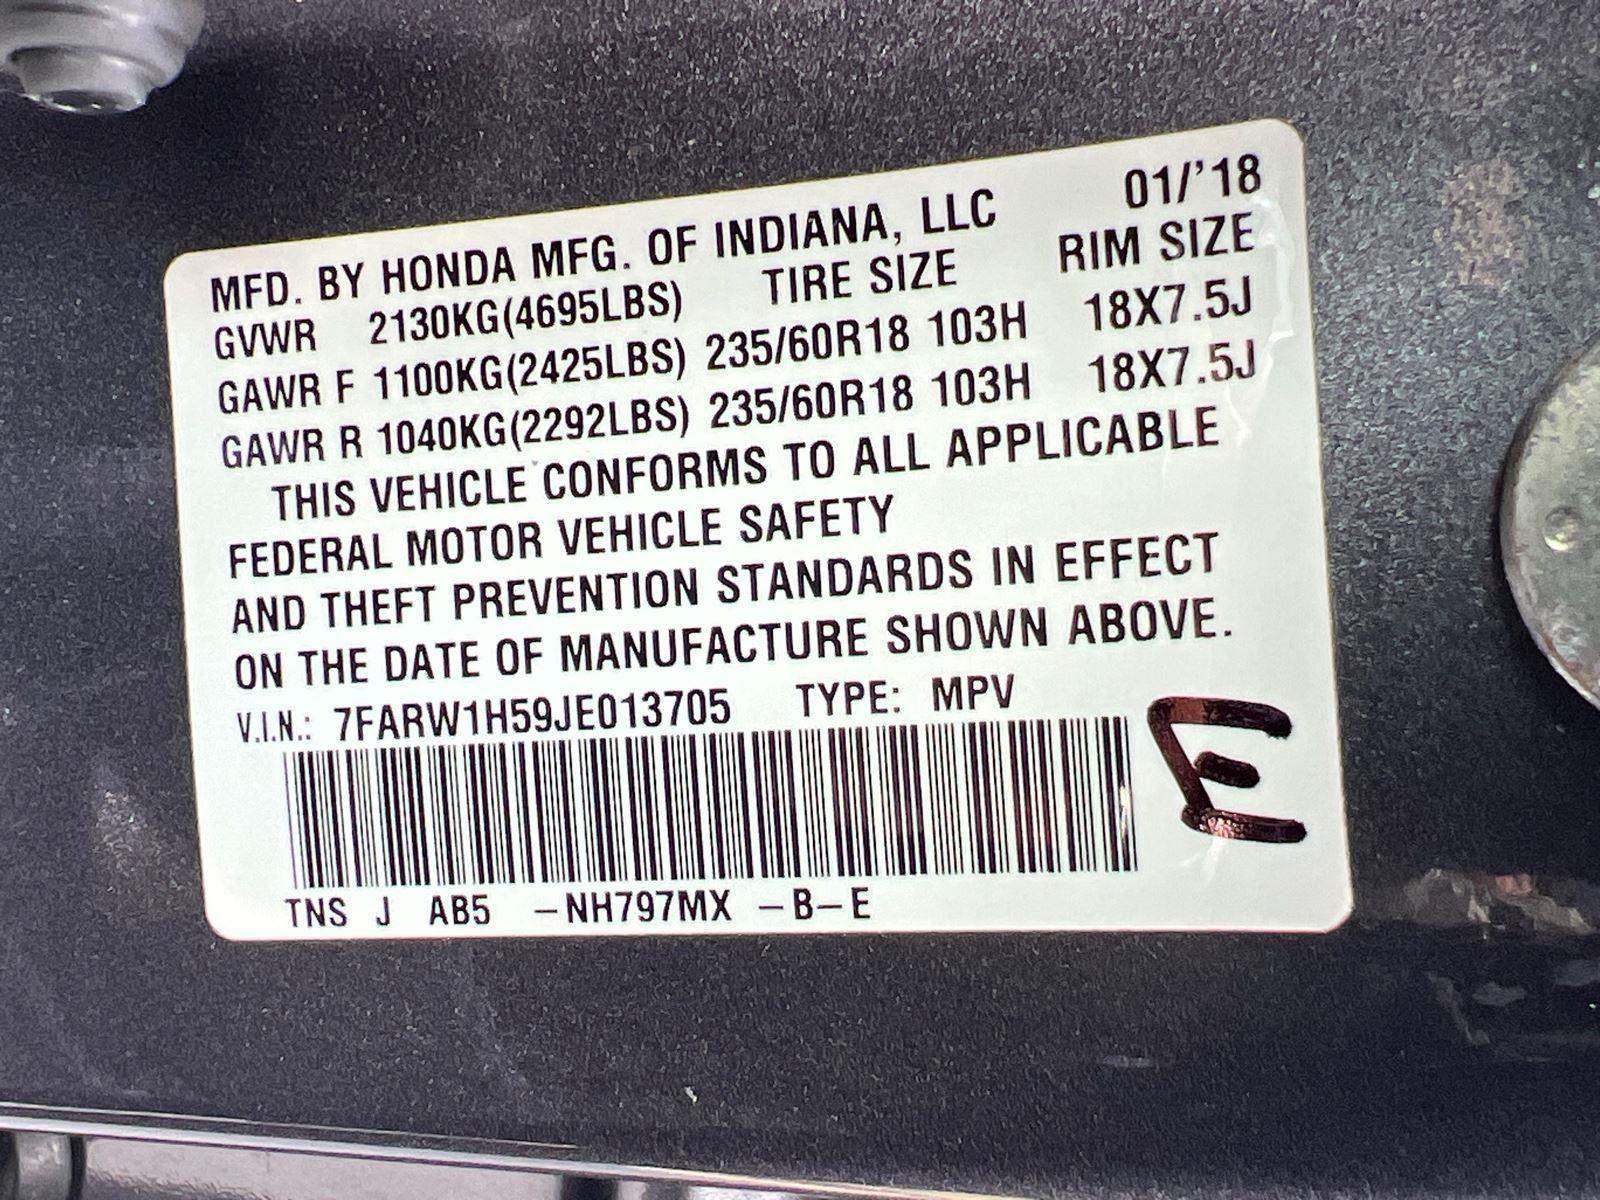 01/'18
MFD. BY HONDA MFG. OF INDIANA, LLC
GVWR 2130KG(4695LBS) TIRE SIZE RIM SIZE
GAWR F 1100KG(2425LBS) 235/60R18 103H 18X7.5J
GAWR R 1040KG(2292LBS) 235/60R18 103H 18X7.5J
THIS VEHICLE CONFORMS TO ALL APPLICABLE
FEDERAL MOTOR VEHICLE SAFETY
AND THEFT PREVENTION STANDARDS IN EFFECT
ON THE DATE OF MANUFACTURE SHOWN ABOVE.
V.I.N.: 7FARW1H59JE013705 TYPE: MPV
E
TNS J AB5 –NH797MX –B–E